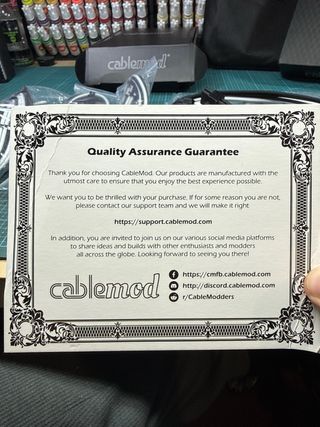 cablemod
Quality Assurance Guarantee
Thank you for choosing CableMod. Our products are manufactured with the
utmost care to ensure that you enjoy the best experience possible.
We want you to be thrilled with your purchase. If for some reason you are not,
please contact our support team and we will make it right
https://support.cablemod.com
In addition, you are invited to join us on our various social media platforms
to share ideas and builds with other enthusiasts and modders
all across the globe. Looking forward to seeing you there!
cablemod
https://cmfb.cablemod.com
http://discord.cablemod.com
r/CableModders